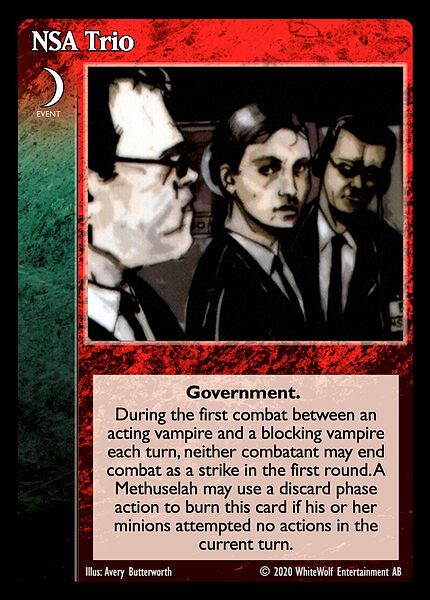 NSA Trio
EVENT
Government.
During the first combat between an
acting vampire and a blocking vampire
each turn, neither combatant may end
combat as a strike in the first round.A
Methuselah may use a discard phase
action to burn this card if his or her
minions attempted no actions in the
current turn.
Illus: Avery Butterworth © 2020 WhiteWolf Entertainment AB